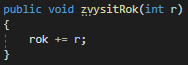 public void zvysitRok(int r)
{
    rok += r;
}